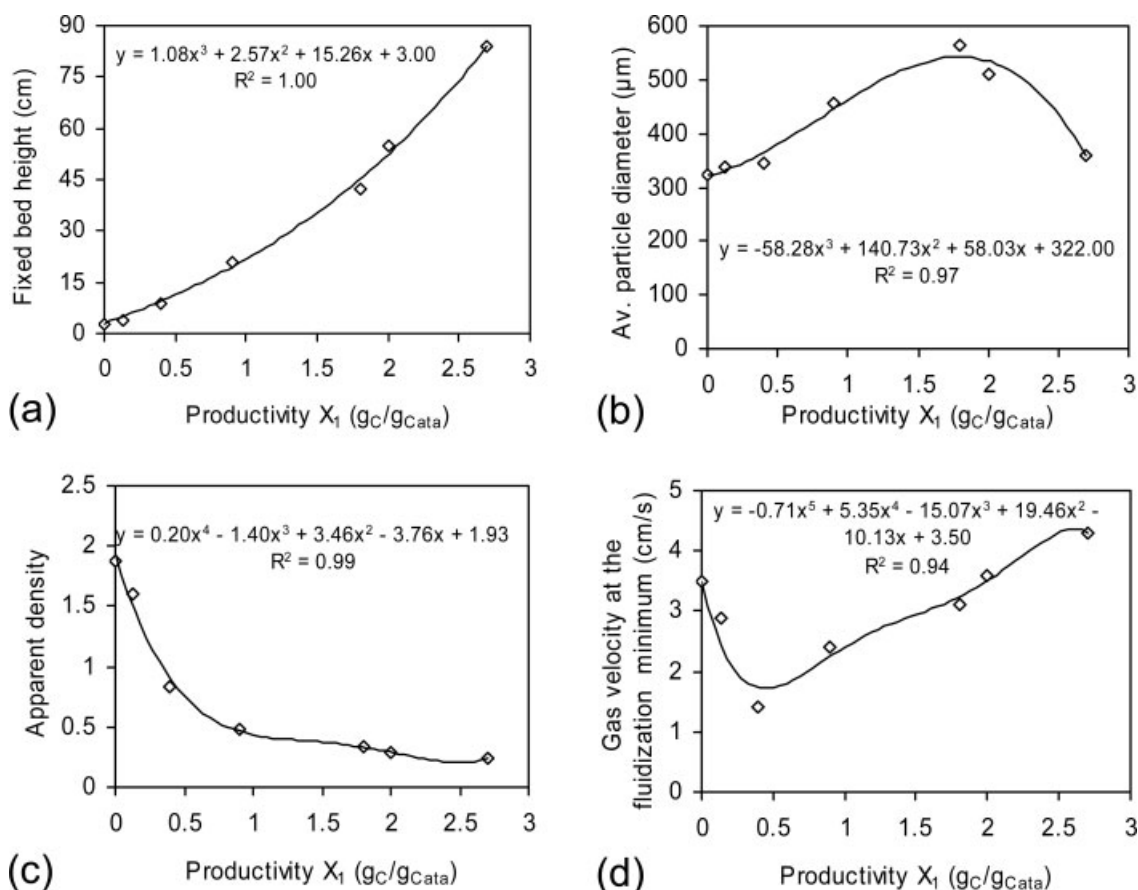 90
75
60
45
30
15
0
Fixed bed height (cm)
y = 1.08x³ + 2.57x² + 15.26x + 3.00
R² = 1.00
0 0.5 1 1.5 2 2.5 3
(a) Productivity X₁ (g_C/g_Cata)
600
500
400
300
200
100
0
Av. particle diameter (µm)
y = -58.28x³ + 140.73x² + 58.03x + 322.00
R² = 0.97
0 1 2 3
(b) Productivity X₁ (g_C/g_Cata)
2.5
2
1.5
1
0.5
0
Apparent density
y = 0.20x⁴ - 1.40x³ + 3.46x² - 3.76x + 1.93
R² = 0.99
0 0.5 1 1.5 2 2.5 3
(c) Productivity X₁ (g_C/g_Cata)
5
4
3
2
1
0
Gas velocity at the
fluidization minimum (cm/s)
y = -0.71x⁵ + 5.35x⁴ - 15.07x³ + 19.46x² -
10.13x + 3.50
R² = 0.94
0 0.5 1 1.5 2 2.5 3
(d) Productivity X₁ (g_C/g_Cata)